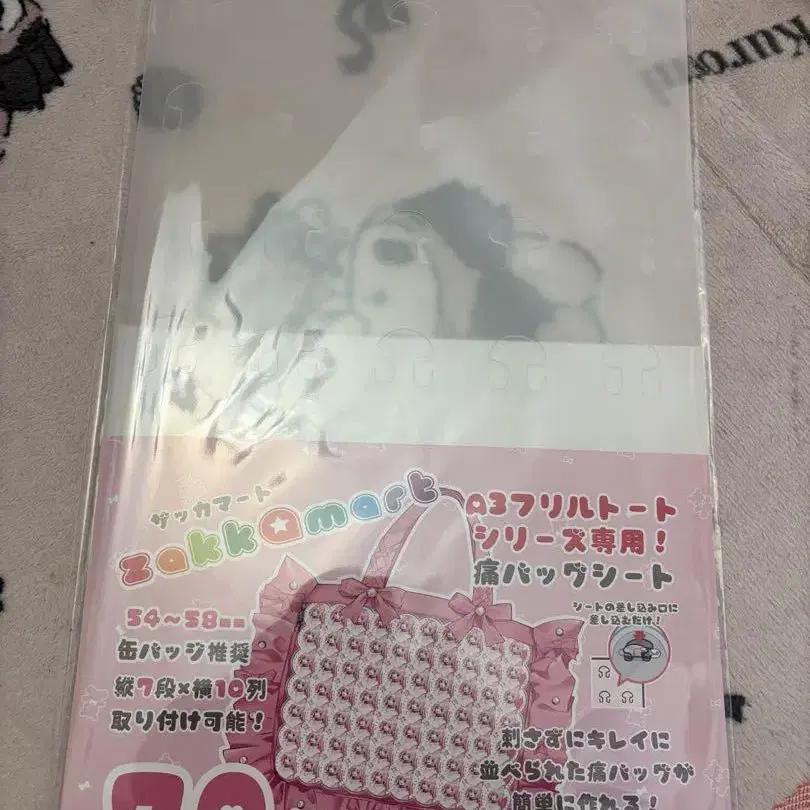 Kurom
ザッカマート
zakkamart
A3フリルトート
シリーズ専用！
痛バッグシート
シートの差し込み口に
差し込むだけ！
54〜58mm
缶バッジ推奨
縦7段×横10列
取り付け可能！
刺さずにキレイに
並べられた痛バッグが
簡単に作れる！
70